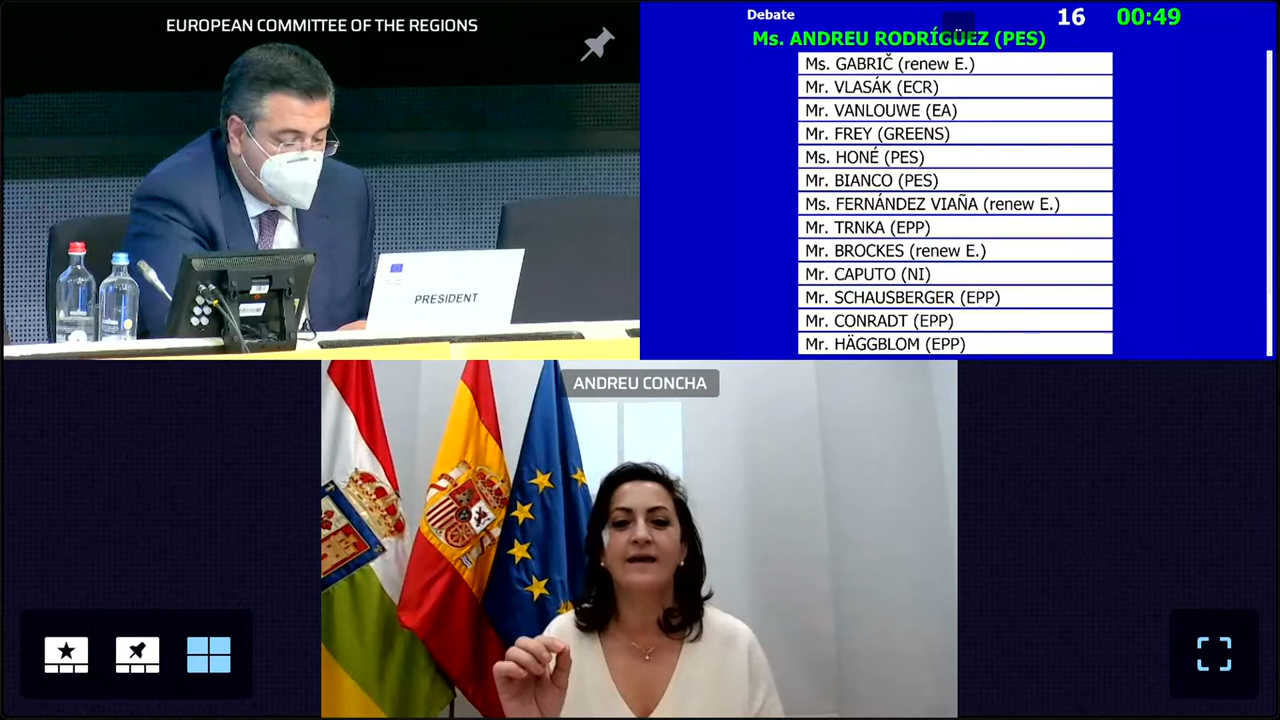 EUROPEAN COMMITTEE OF THE REGIONS
PRESIDENT
Debate
16
00:49
Ms. ANDREU RODRÍGÜEZ (PES)
Ms. GABRIČ (renew E.)
Mr. VLASÁK (ECR)
Mr. VANLOUWE (EA)
Mr. FREY (GREENS)
Ms. HONÉ (PES)
Mr. BIANCO (PES)
Ms. FERNÁNDEZ VIAÑA (renew E.)
Mr. TRNKA (EPP)
Mr. BROCKES (renew E.)
Mr. CAPUTO (NI)
Mr. SCHAUSBERGER (EPP)
Mr. CONRADT (EPP)
Mr. HÄGGBLOM (EPP)
ANDREU CONCHA